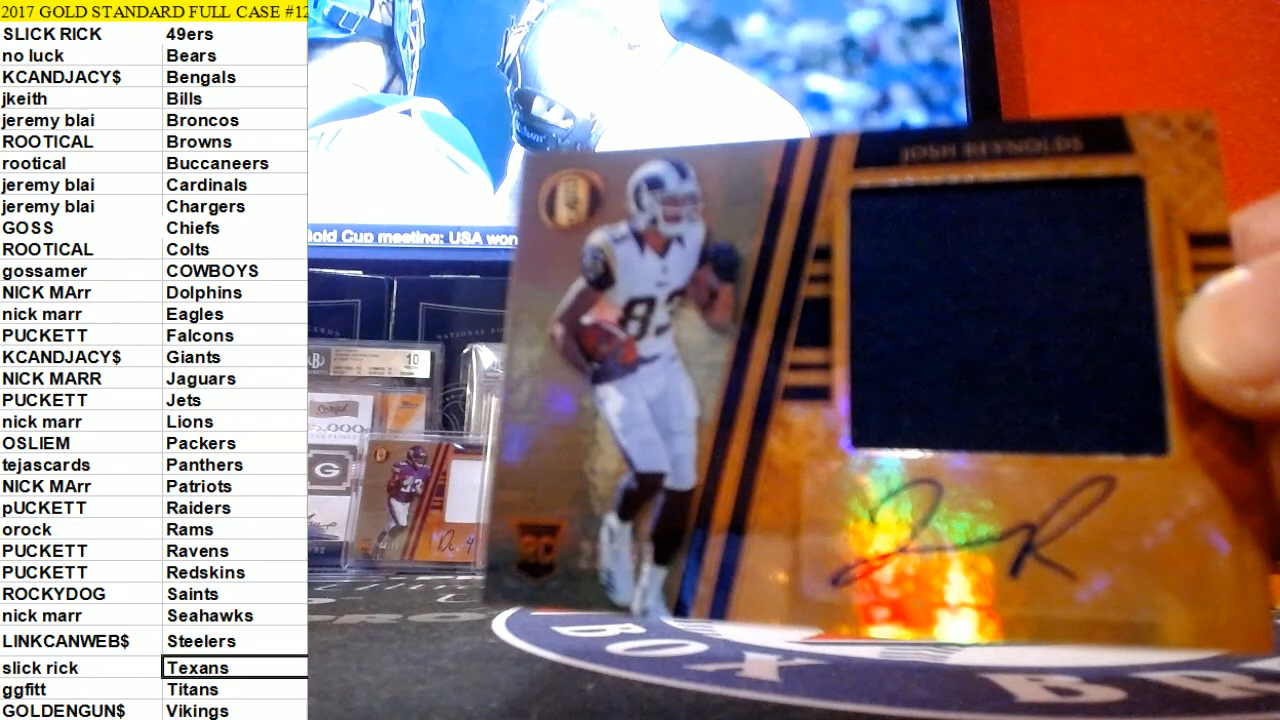 2017 GOLD STANDARD FULL CASE #12
SLICK RICK 49ers
no luck Bears
KCANDJACY$ Bengals
jkeith Bills
jeremy blai Broncos
ROOTICAL Browns
rootical Buccaneers
jeremy blai Cardinals
jeremy blai Chargers
GOSS Chiefs
ROOTICAL Colts
gossamer COWBOYS
NICK MArr Dolphins
nick marr Eagles
PUCKETT Falcons
KCANDJACY$ Giants
NICK MARR Jaguars
PUCKETT Jets
nick marr Lions
OSLIEM Packers
tejascards Panthers
NICK MArr Patriots
pUCKETT Raiders
orock Rams
PUCKETT Ravens
PUCKETT Redskins
ROCKYDOG Saints
nick marr Seahawks
LINKCANWEB$ Steelers
slick rick Texans
ggfitt Titans
GOLDENGUN$ Vikings
Gold Cup meeting: USA won
JOSH REYNOLDS
83
RC
10
G
33
BOX BR